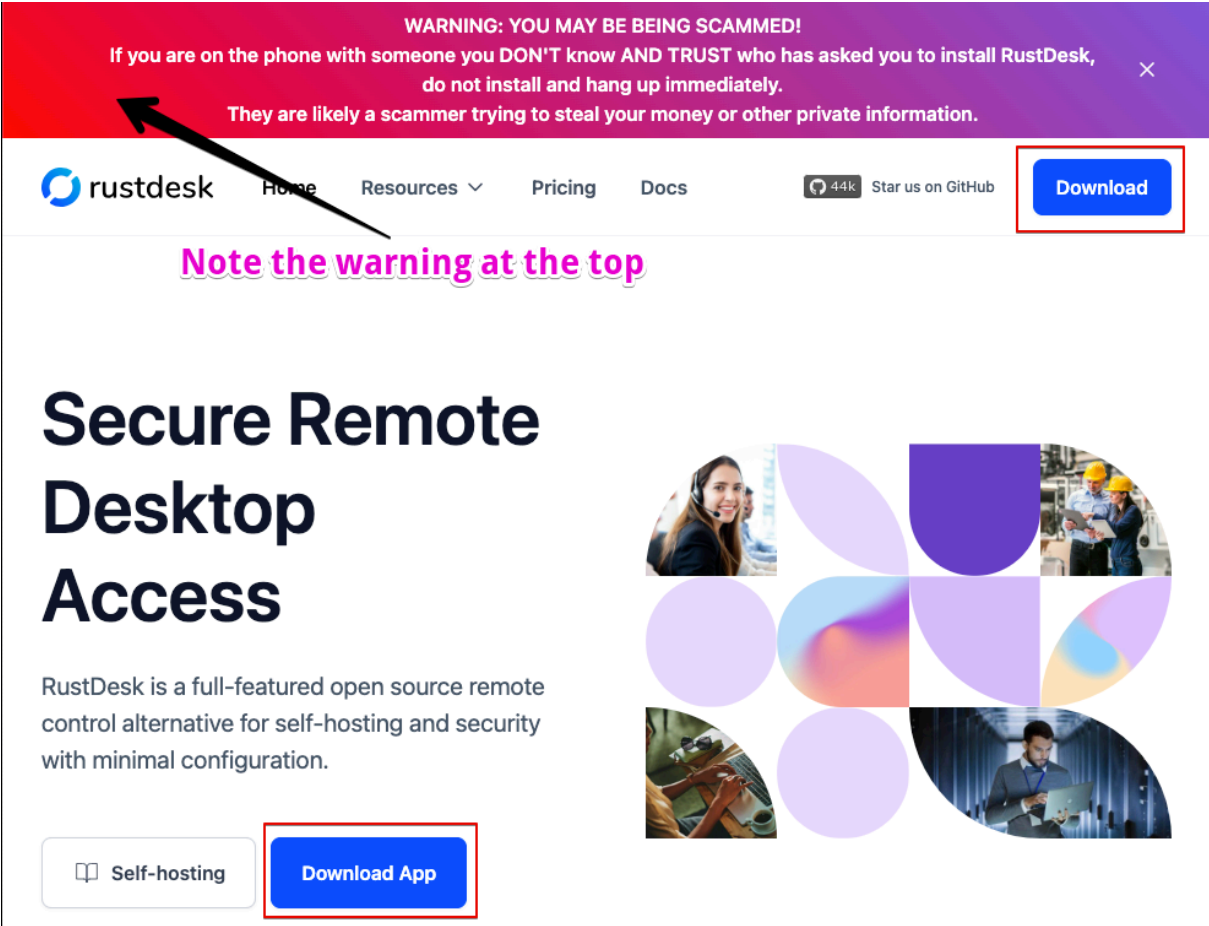 WARNING: YOU MAY BE BEING SCAMMED!
If you are on the phone with someone you DON'T know AND TRUST who has asked you to install RustDesk,
do not install and hang up immediately.
They are likely a scammer trying to steal your money or other private information.
rustdesk Home Resources Pricing Docs 44k Star us on GitHub Download
Note the warning at the top
Secure Remote
Desktop
Access
RustDesk is a full-featured open source remote
control alternative for self-hosting and security
with minimal configuration.
Self-hosting Download App